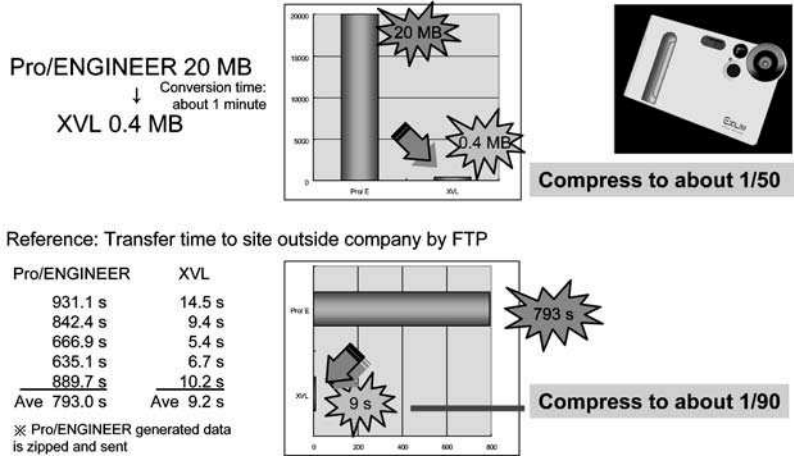 Pro/ENGINEER 20 MB
↓ Conversion time:
about 1 minute
XVL 0.4 MB
20000
15000
10000
5000
0
Pro/ E
XVL
20 MB
0.4 MB
EXILIM
Compress to about 1/50
Reference: Transfer time to site outside company by FTP
Pro/ENGINEER XVL
931.1 s 14.5 s
842.4 s 9.4 s
666.9 s 5.4 s
635.1 s 6.7 s
889.7 s 10.2 s
Ave 793.0 s Ave 9.2 s
※ Pro/ENGINEER generated data
is zipped and sent
Pro/ E
XVL
0 200 400 600 800
793 s
9 s
Compress to about 1/90